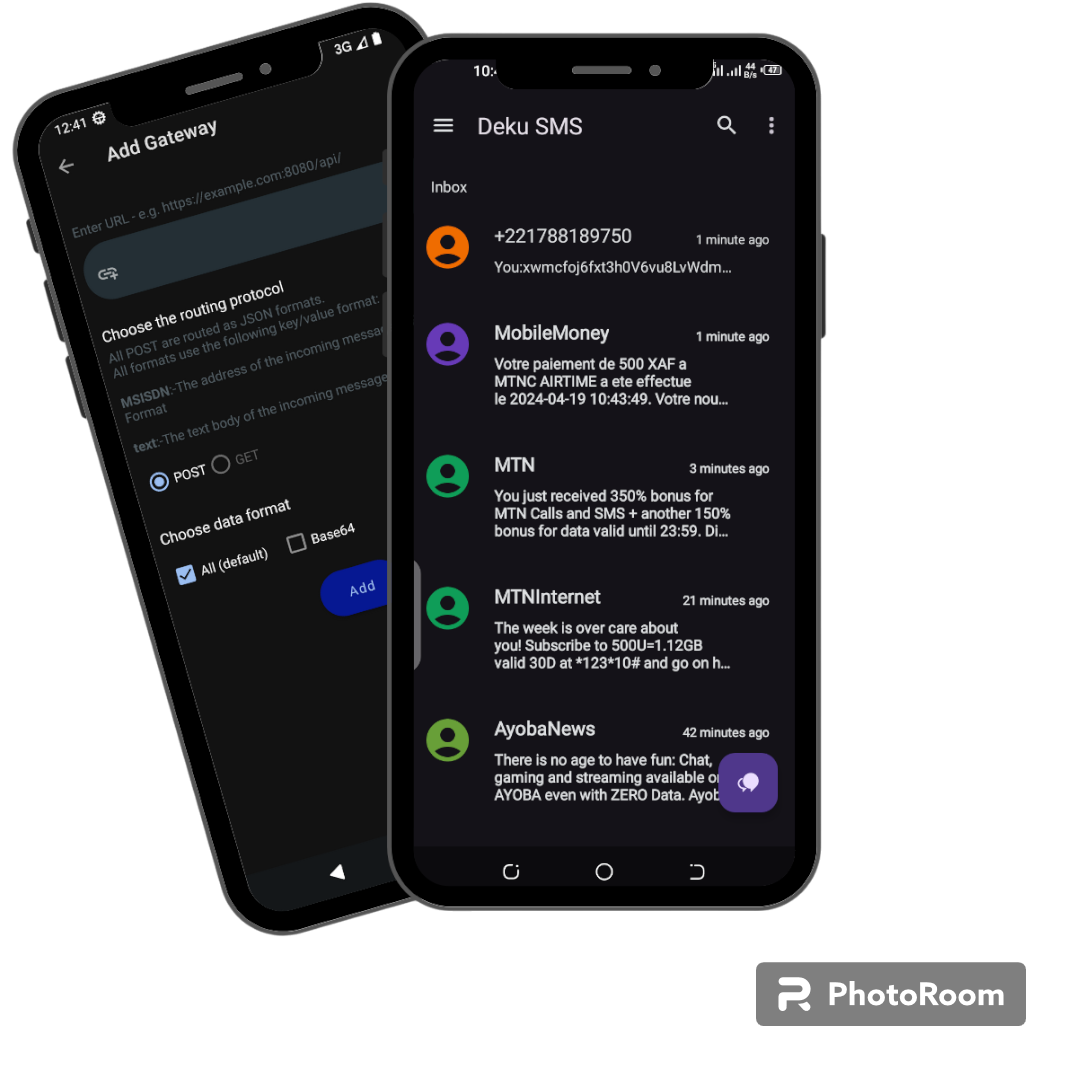 12:41
3G
Add Gateway
Enter URL - e.g. https://example.com:8080/api/
Choose the routing protocol
All POST are routed as JSON formats.
All formats use the following key/value format:
MSISDN:-The address of the incoming messa
Format
text:-The text body of the incoming message
POST
GET
Choose data format
All (default)
Base64
Add
10:4
44
B/s
47
Deku SMS
Inbox
+221788189750
1 minute ago
You:xwmcfoj6fxt3h0V6vu8LvWdm...
MobileMoney
1 minute ago
Votre paiement de 500 XAF a
MTNC AIRTIME a ete effectue
le 2024-04-19 10:43:49. Votre nou...
MTN
3 minutes ago
You just received 350% bonus for
MTN Calls and SMS + another 150%
bonus for data valid until 23:59. Di...
MTNInternet
21 minutes ago
The week is over care about
you! Subscribe to 500U=1.12GB
valid 30D at *123*10# and go on h...
AyobaNews
42 minutes ago
There is no age to have fun: Chat,
gaming and streaming available o
AYOBA even with ZERO Data. Ayob
PhotoRoom